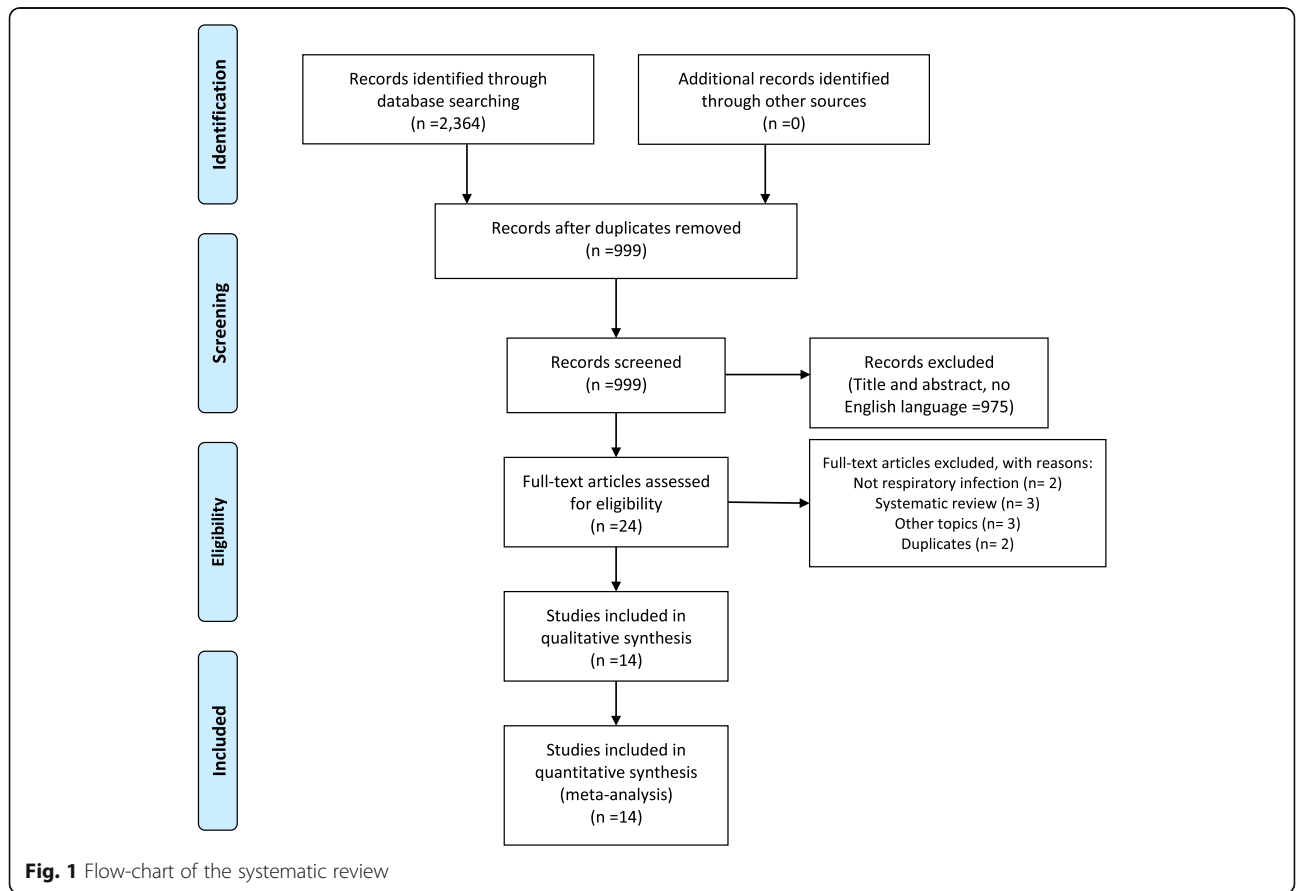 Identification
Records identified through
database searching
(n =2,364)
Additional records identified
through other sources
(n =0)
Records after duplicates removed
(n =999)
Screening
Records screened
(n =999)
Records excluded
(Title and abstract, no
English language =975)
Eligibility
Full-text articles assessed
for eligibility
(n =24)
Full-text articles excluded, with reasons:
Not respiratory infection (n= 2)
Systematic review (n= 3)
Other topics (n= 3)
Duplicates (n= 2)
Studies included in
qualitative synthesis
(n =14)
Included
Studies included in
quantitative synthesis
(meta-analysis)
(n =14)
Fig. 1 Flow-chart of the systematic review